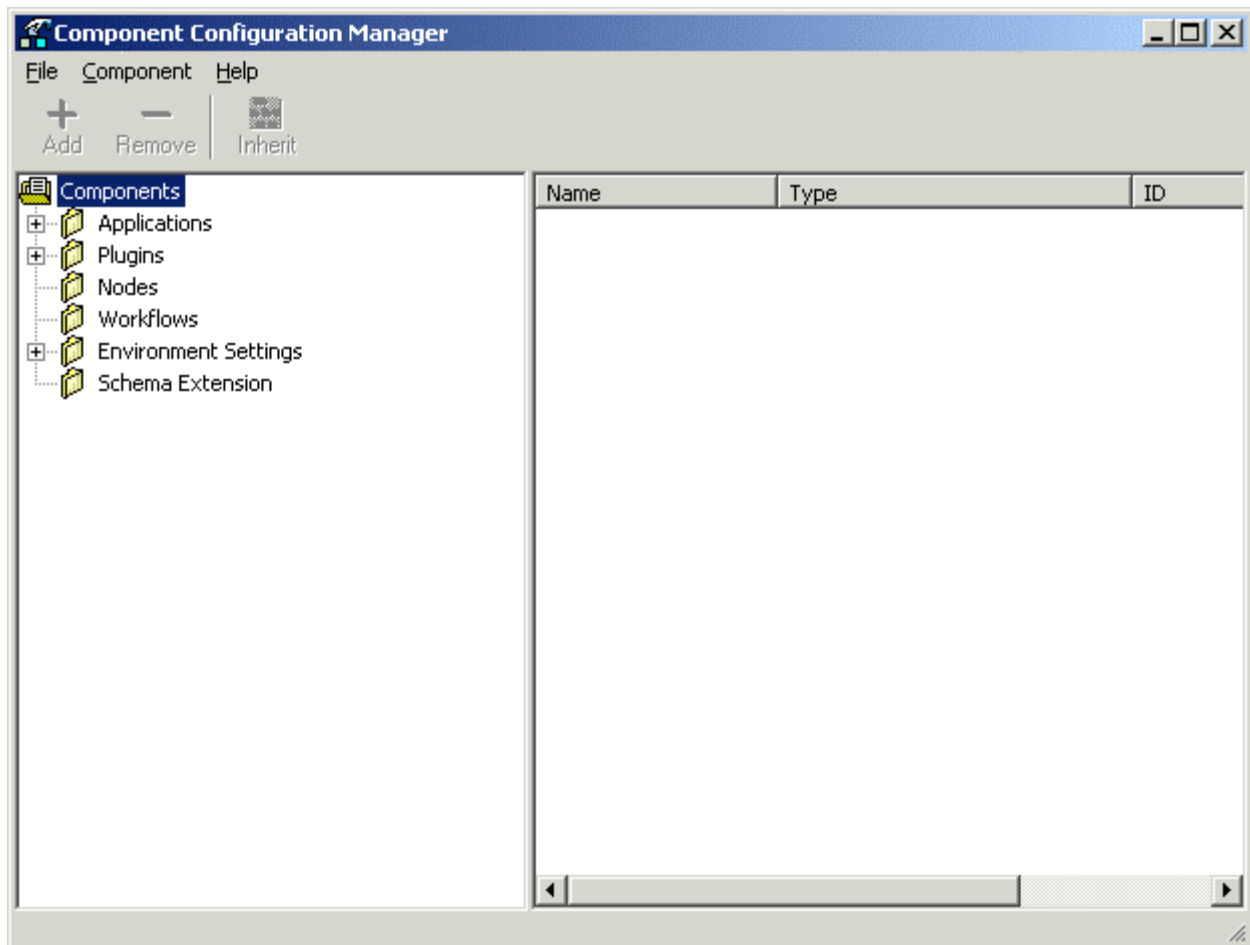 Component Configuration Manager
File Component Help
Add Remove Inherit
Components
Applications
Plugins
Nodes
Workflows
Environment Settings
Schema Extension
Name Type ID